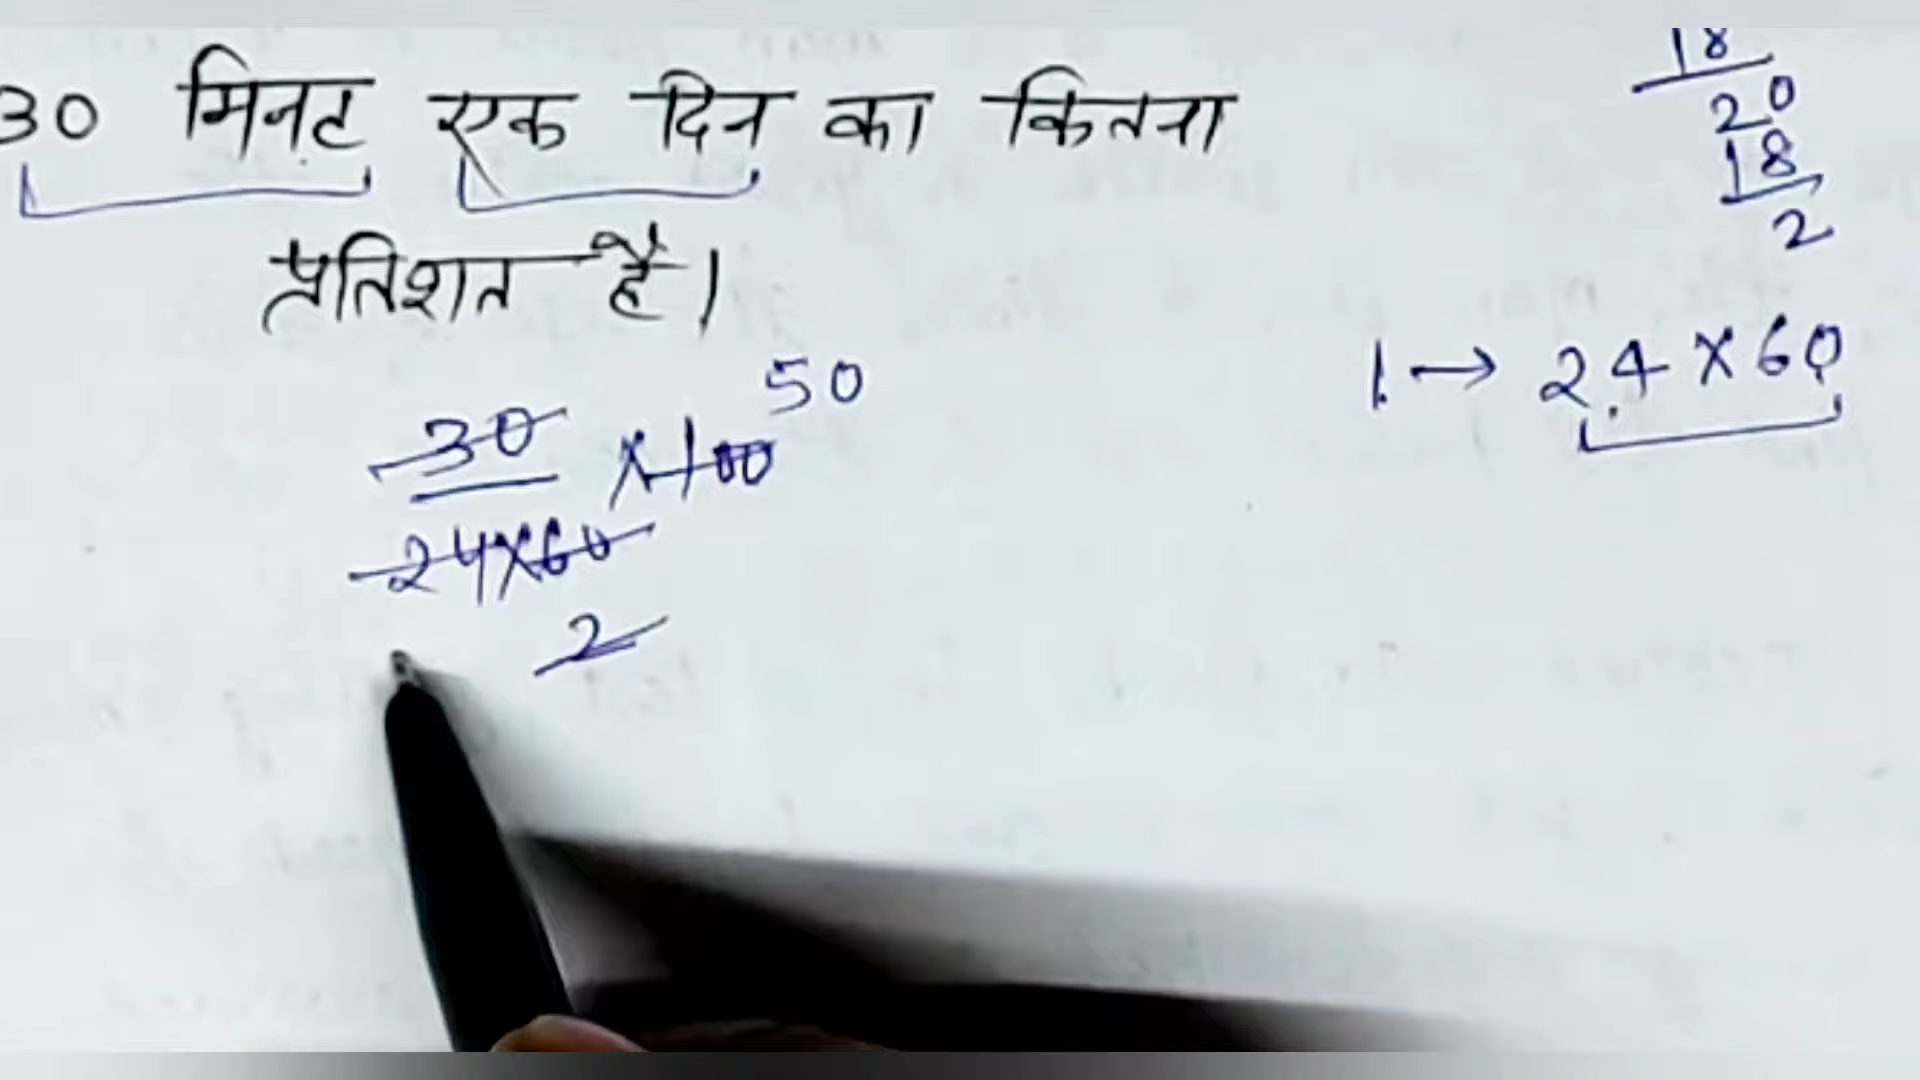 30 मिनट एक दिन का कितना
प्रतिशत है।
50
30 × 100
24×60
2
18
20
18
2
1 → 24 × 60